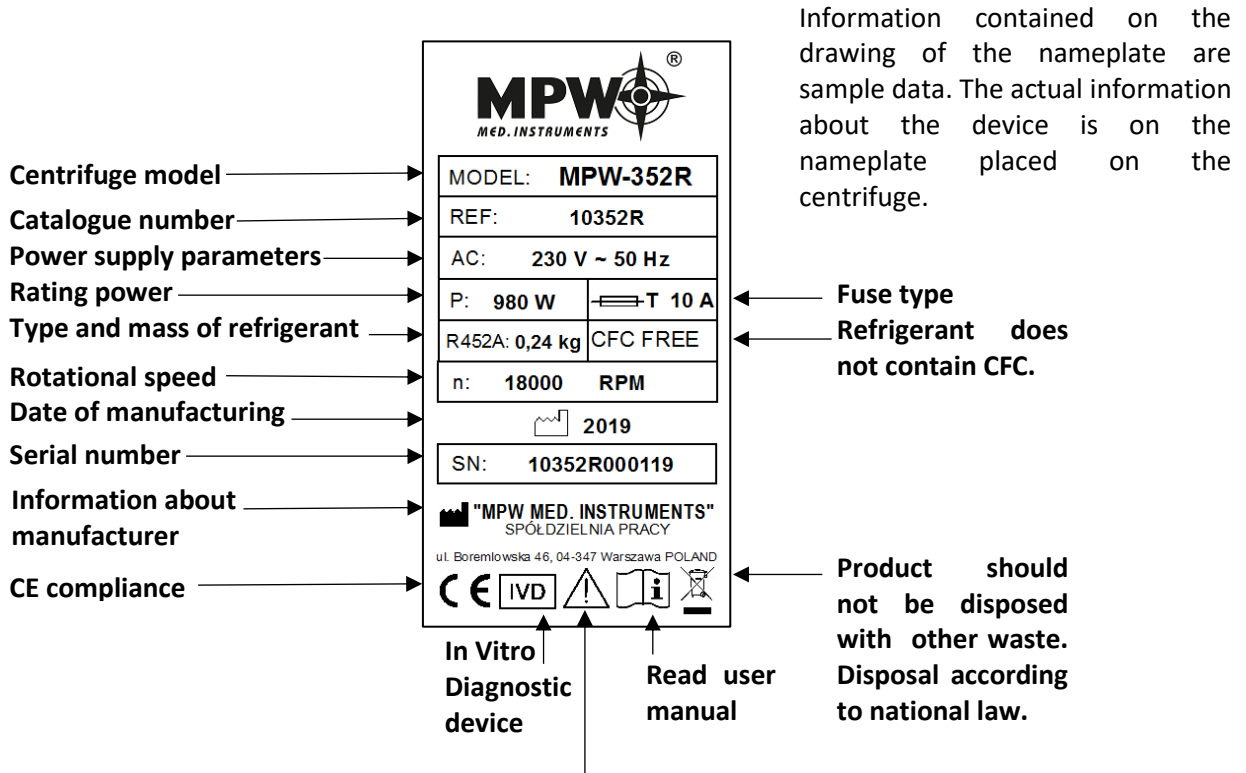 Information contained on the
drawing of the nameplate are
sample data. The actual information
about the device is on the
nameplate placed on the
centrifuge.
MPW ®
MED. INSTRUMENTS
Centrifuge model
MODEL: MPW-352R
Catalogue number
REF: 10352R
Power supply parameters
AC: 230 V ~ 50 Hz
Rating power
P: 980 W
T 10 A
Fuse type
Type and mass of refrigerant
R452A: 0,24 kg
CFC FREE
Refrigerant does
not contain CFC.
Rotational speed
n: 18000 RPM
Date of manufacturing
2019
Serial number
SN: 10352R000119
Information about
manufacturer
"MPW MED. INSTRUMENTS"
SPÓŁDZIELNIA PRACY
ul. Boremlowska 46, 04-347 Warszawa POLAND
CE compliance
CE IVD ! i
Product should
not be disposed
with other waste.
Disposal according
to national law.
In Vitro
Diagnostic
device
Read user
manual